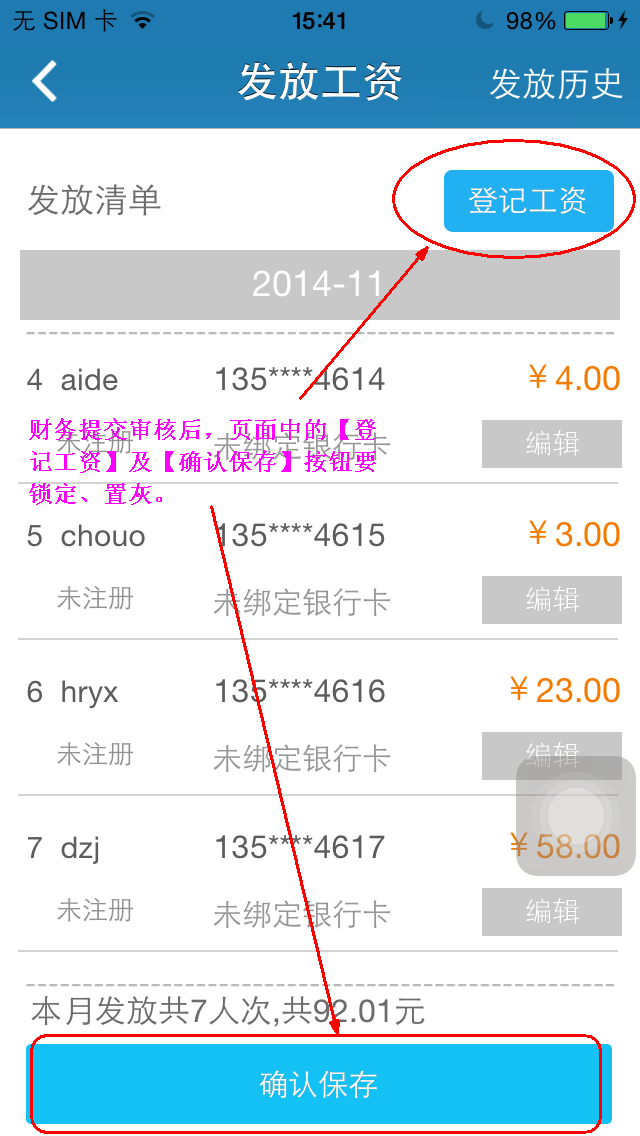 无 SIM 卡 15:41 98%
发放工资 发放历史
发放清单 登记工资
2014-11
4 aide 135****4614 ￥4.00
未注册 未绑定银行卡 编辑
财务提交审核后，页面中的【登
记工资】及【确认保存】按钮要
锁定、置灰。
5 chouo 135****4615 ￥3.00
未注册 未绑定银行卡 编辑
6 hryx 135****4616 ￥23.00
未注册 未绑定银行卡 编辑
7 dzj 135****4617 ￥58.00
未注册 未绑定银行卡 编辑
本月发放共7人次,共92.01元
确认保存